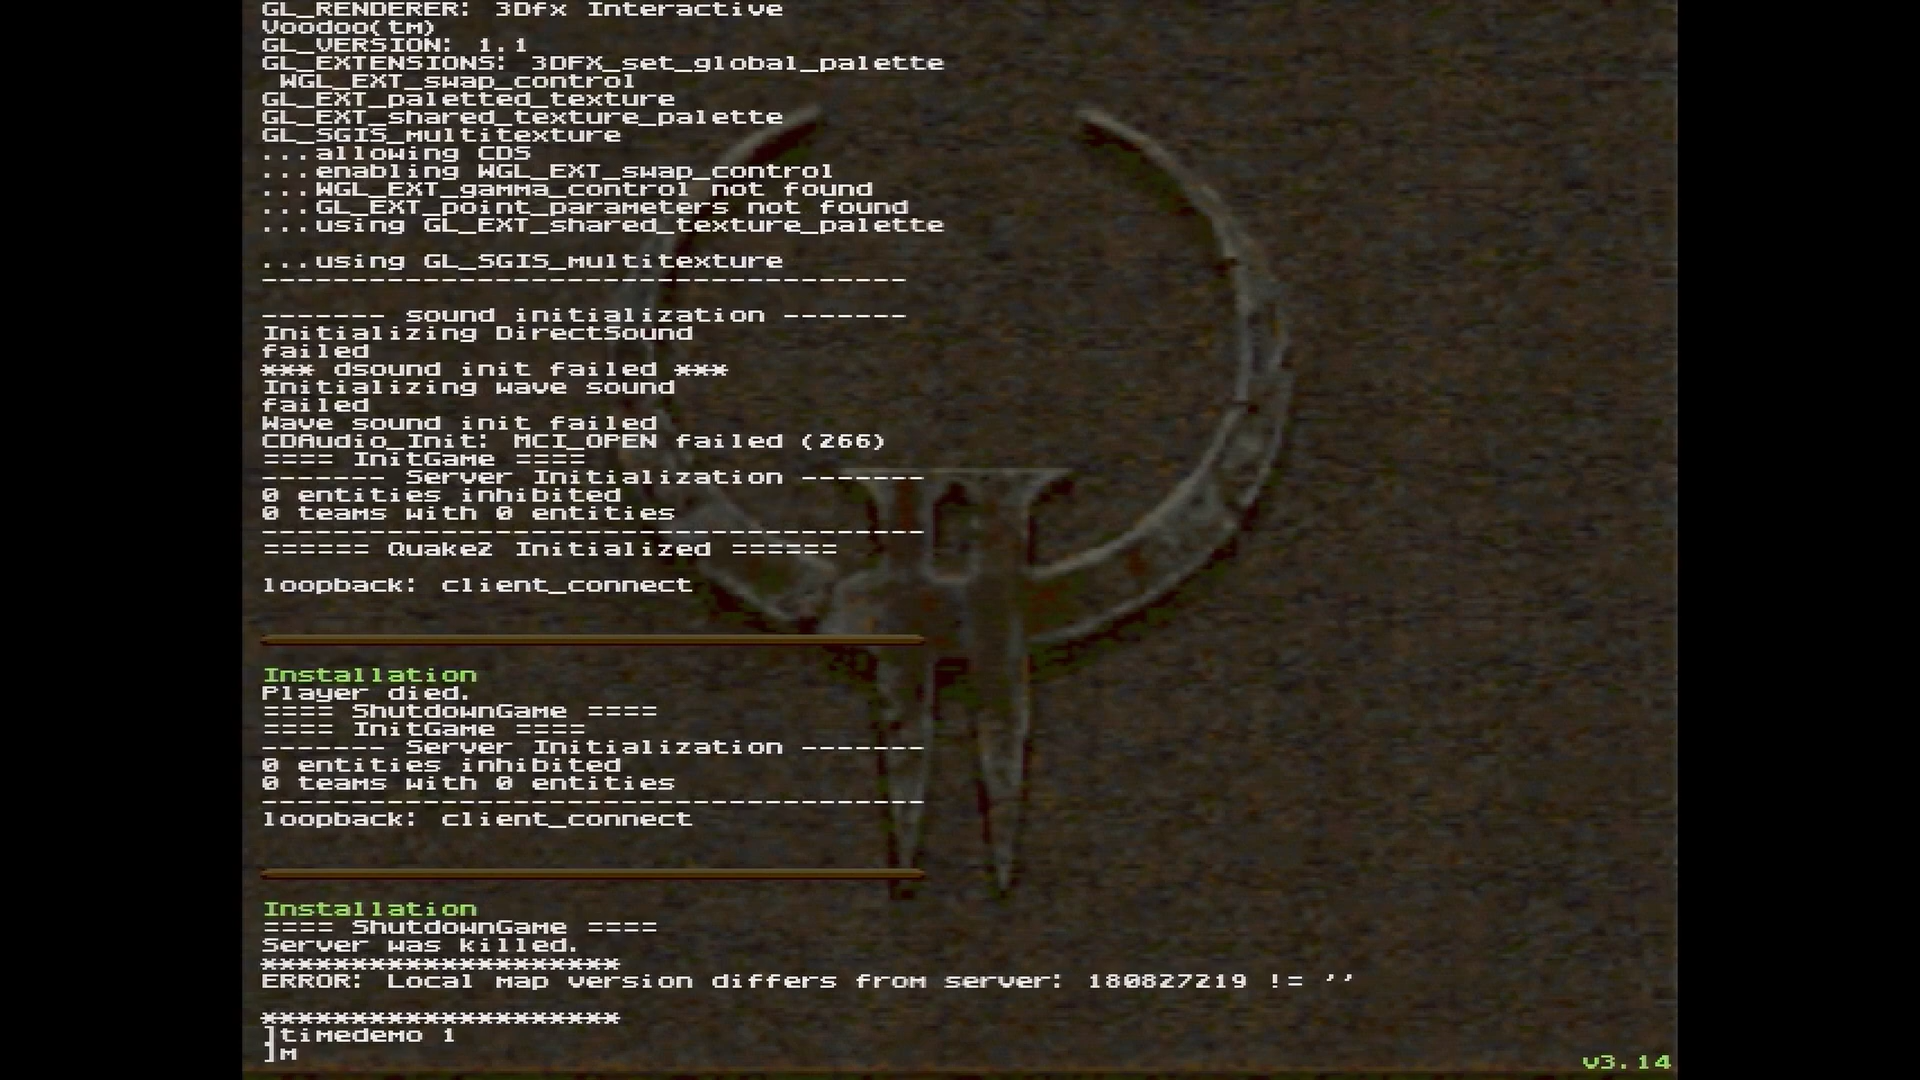 GL_RENDERER: 3Dfx Interactive
Voodoo(tm)
GL_VERSION: 1.1
GL_EXTENSIONS: 3DFX_set_global_palette
WGL_EXT_swap_control
GL_EXT_paletted_texture
GL_EXT_shared_texture_palette
GL_SGIS_multitexture
...allowing CDS
...enabling WGL_EXT_swap_control
...WGL_EXT_gamma_control not found
...GL_EXT_point_parameters not found
...using GL_EXT_shared_texture_palette
...using GL_SGIS_multitexture
------------------------------------
------- sound initialization -------
Initializing DirectSound
failed
*** dsound init failed ***
Initializing wave sound
failed
Wave sound init failed
CDAudio_Init: MCI_OPEN failed (266)
==== InitGame ====
------- Server Initialization -------
0 entities inhibited
0 teams with 0 entities
-------------------------------------
====== Quake2 Initialized ======
loopback: client_connect
Installation
Player died.
==== ShutdownGame ====
==== InitGame ====
------- Server Initialization -------
0 entities inhibited
0 teams with 0 entities
-------------------------------------
loopback: client_connect
Installation
==== ShutdownGame ====
Server was killed.
********************
ERROR: Local map version differs from server: 180827219 != ''
********************
]timedemo 1
]m
v3.14